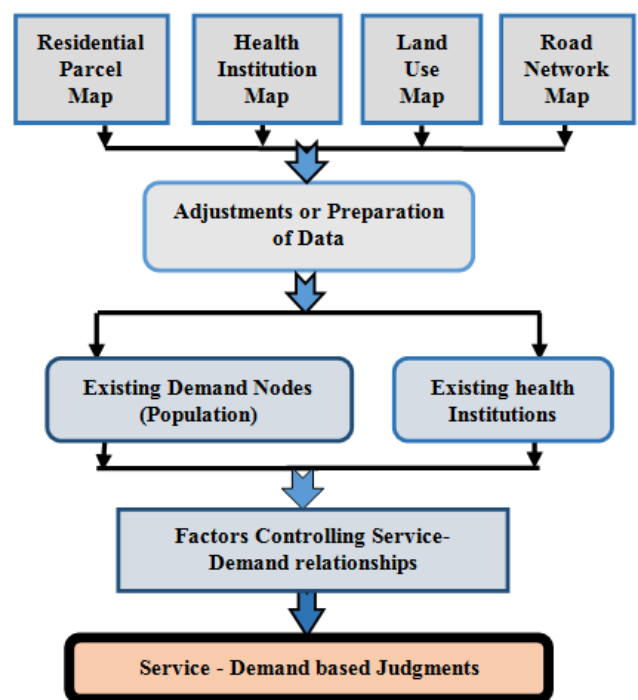 Residential
Parcel
Map
Health
Institution
Map
Land
Use
Map
Road
Network
Map
Adjustments or Preparation
of Data
Existing Demand Nodes
(Population)
Existing health
Institutions
Factors Controlling Service-
Demand relationships
Service - Demand based Judgments